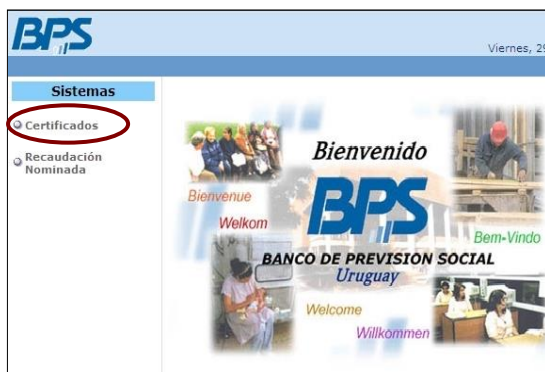 BPS
Viernes, 29
Sistemas
Certificados
Recaudación
Nominada
Bienvenido
Bienvenue
Welkom
BPS
Bem-Vindo
BANCO DE PREVISION SOCIAL
Uruguay
Welcome
Willkommen